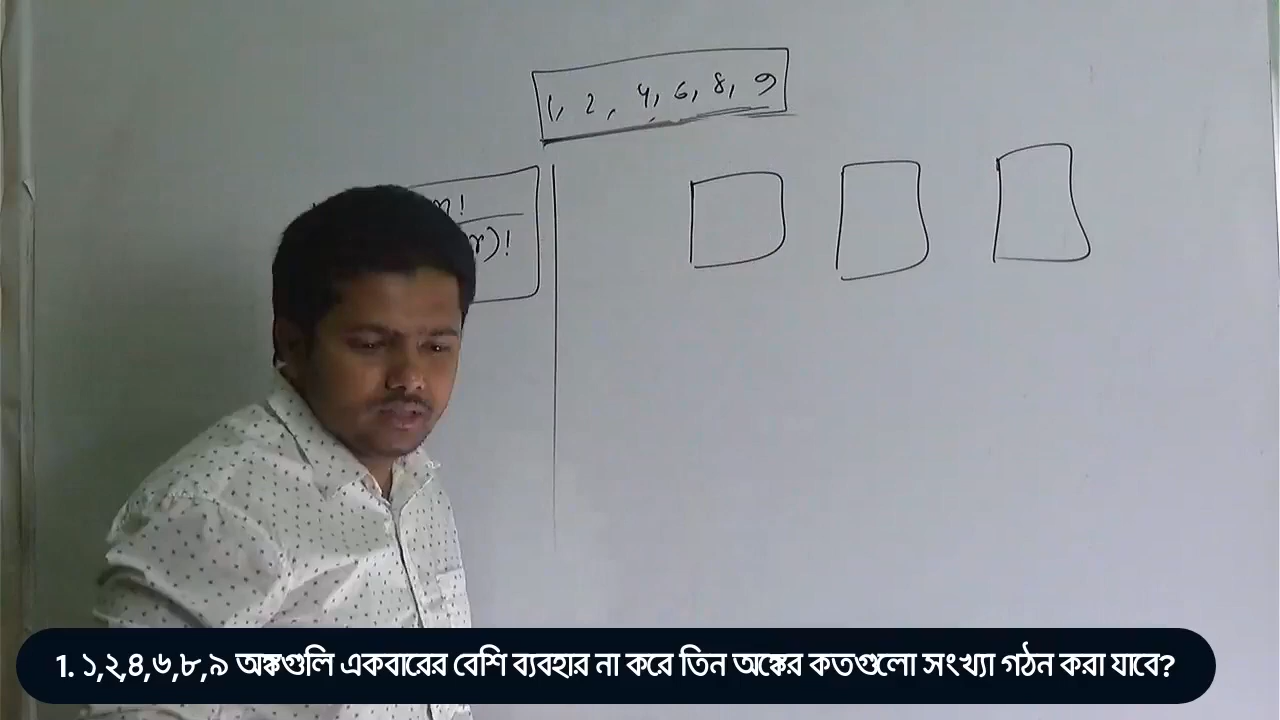 1, 2, 4, 6, 8, 9
n!
r)!
1. ১,২,৪,৬,৮,৯ অঙ্কগুলি একবারের বেশি ব্যবহার না করে তিন অঙ্কের কতগুলো সংখ্যা গঠন করা যাবে?